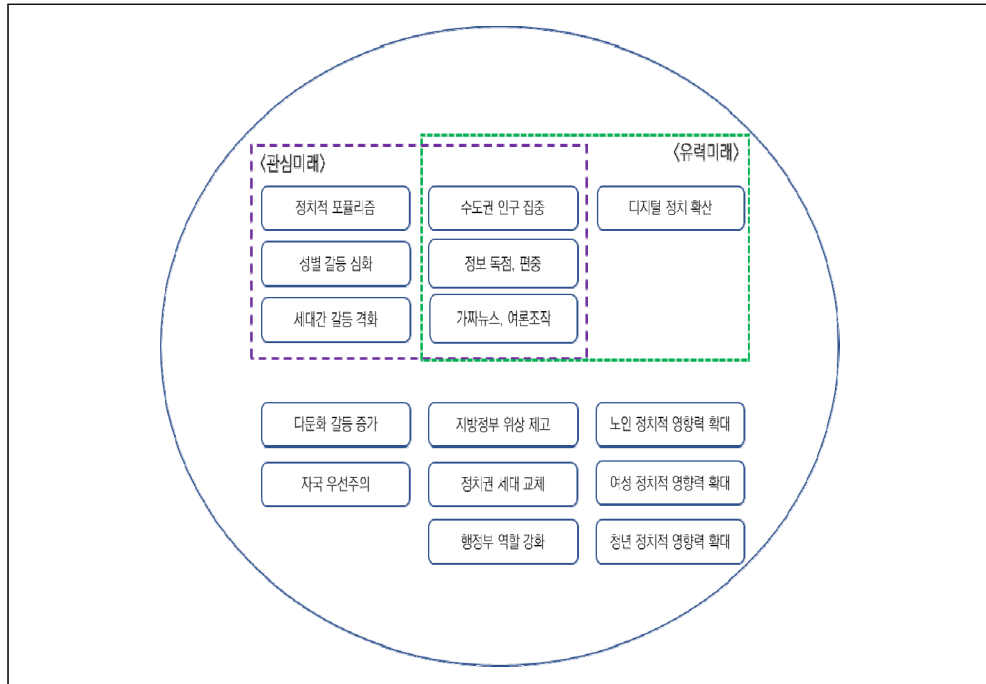 <관심미래>
<유력미래>
정치적 포퓰리즘
수도권 인구 집중
디지털 정치 확산
성별 갈등 심화
정보 독점, 편중
세대간 갈등 격화
가짜뉴스, 여론조작
다문화 갈등 증가
지방정부 위상 제고
노인 정치적 영향력 확대
자국 우선주의
정치권 세대 교체
여성 정치적 영향력 확대
행정부 역할 강화
청년 정치적 영향력 확대